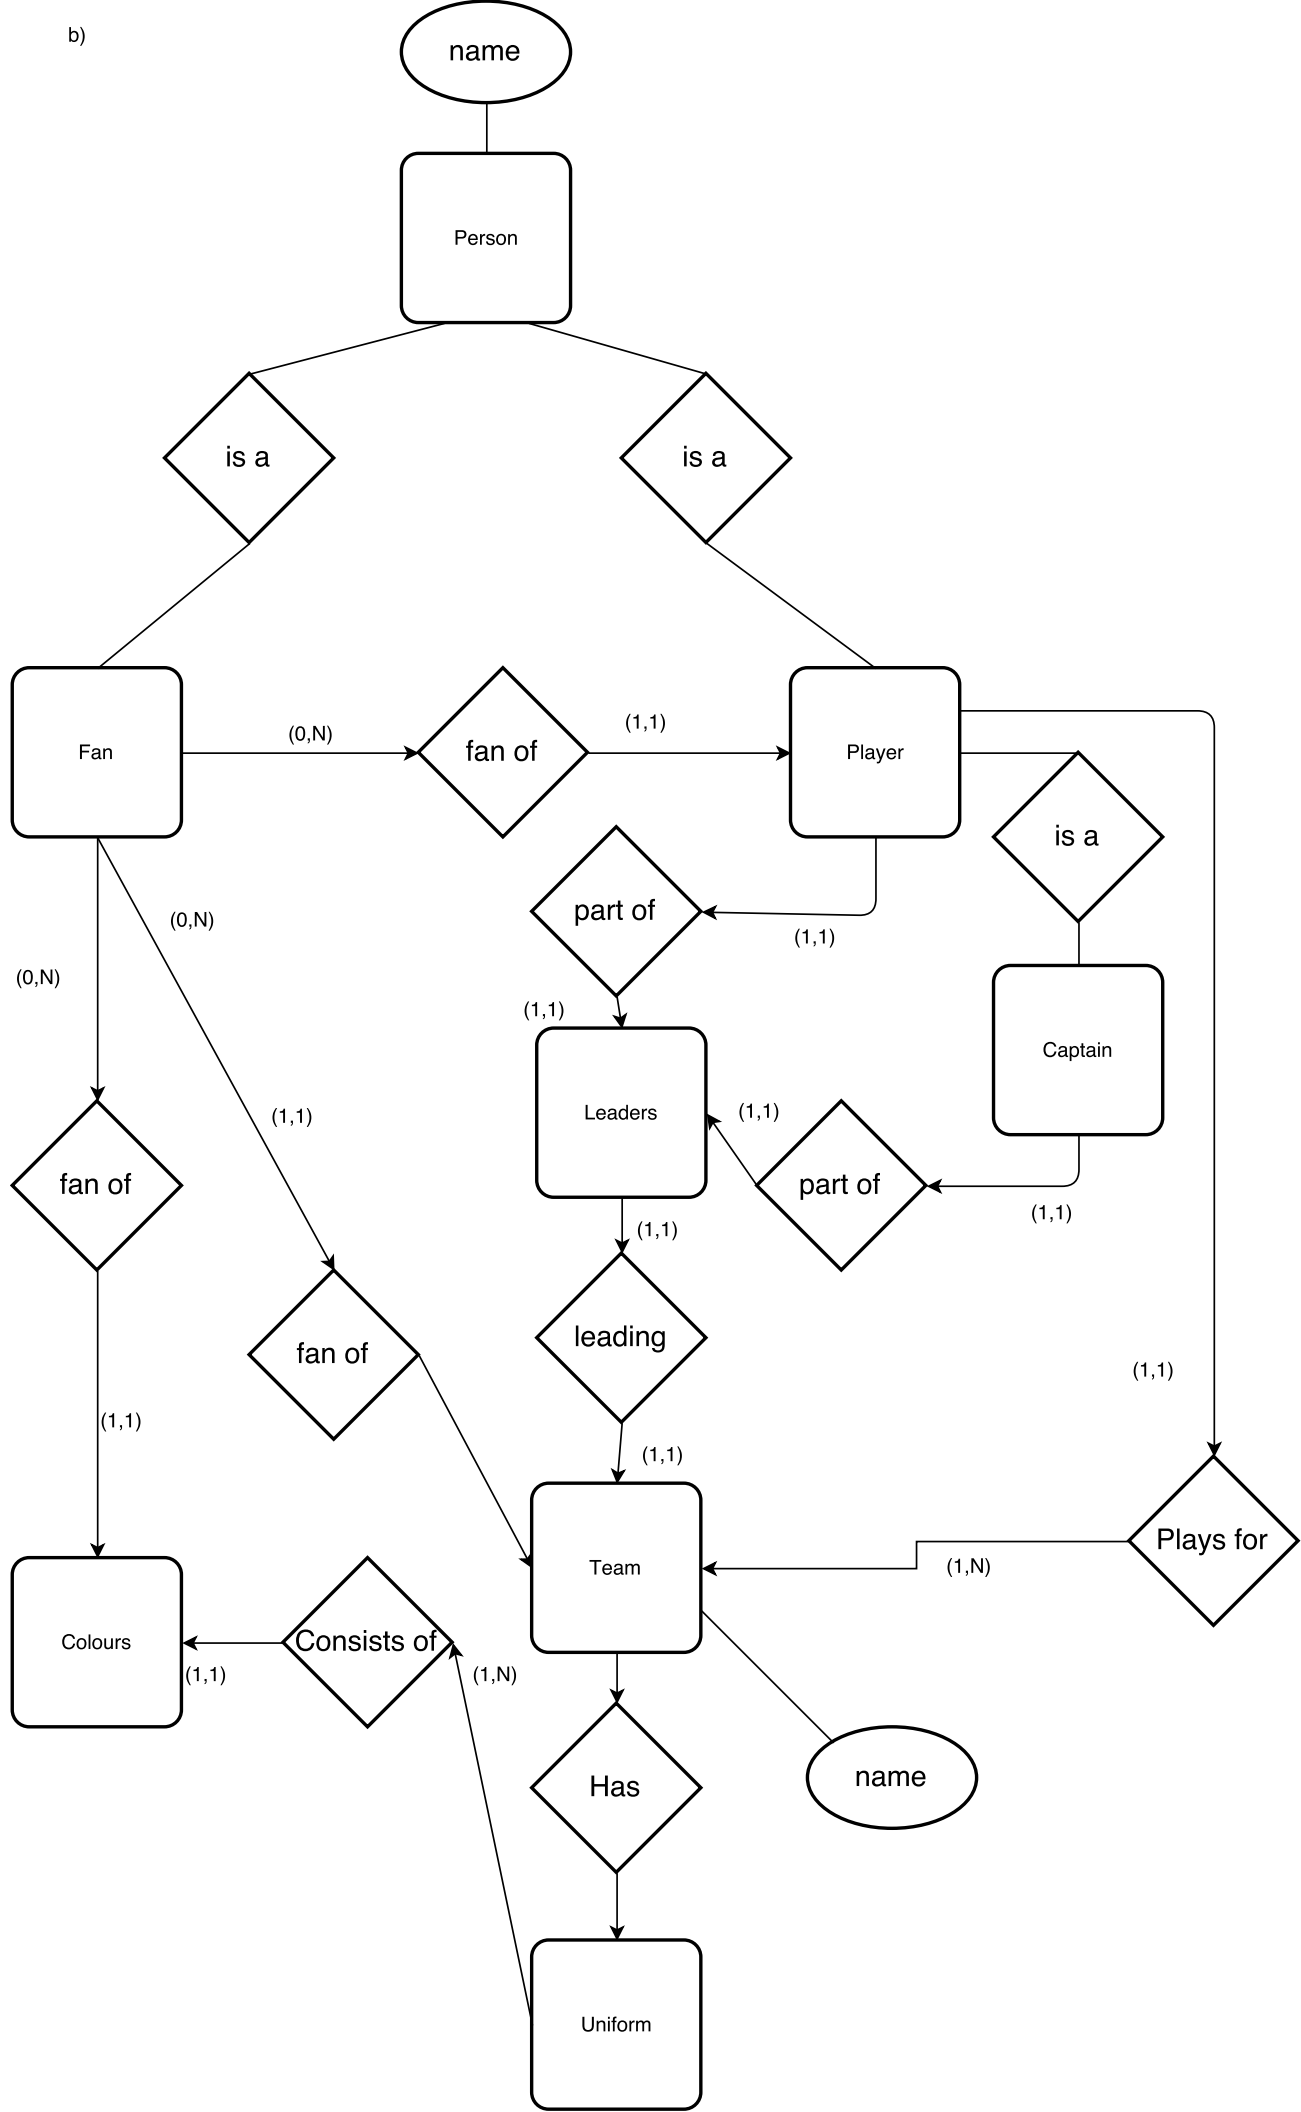 b)
name
Person
is a
is a
Fan
(0,N)
fan of
(1,1)
Player
is a
part of
(1,1)
(0,N)
(0,N)
(1,1)
Leaders
Captain
(1,1)
(1,1)
part of
fan of
(1,1)
(1,1)
leading
fan of
(1,1)
(1,1)
(1,1)
Plays for
(1,N)
Team
Colours
(1,1)
Consists of
(1,N)
Has
name
Uniform